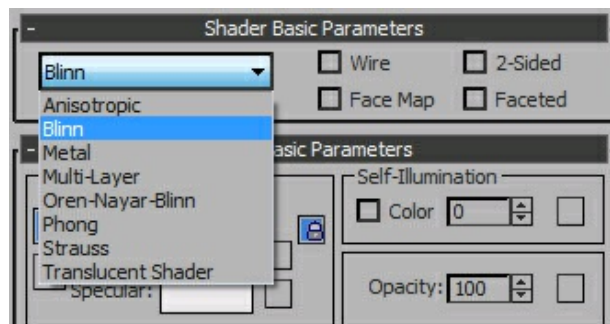 - Shader Basic Parameters
Blinn Wire 2-Sided
Face Map Faceted
Anisotropic
Blinn
Metal
Multi-Layer
Oren-Nayar-Blinn
Phong
Strauss
Translucent Shader
- asic Parameters
Self-Illumination
Color 0
Specular: Opacity: 100